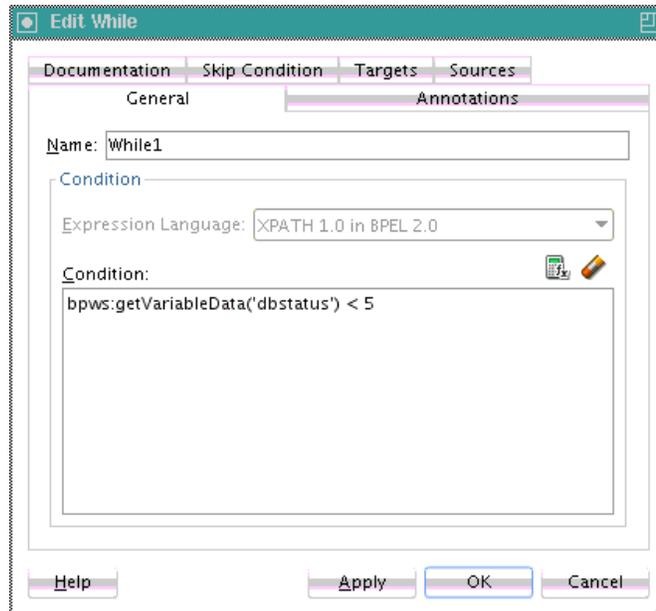 Edit While
Documentation Skip Condition Targets Sources
General Annotations
Name: While1
Condition
Expression Language: XPATH 1.0 in BPEL 2.0
fx
Condition:
bpws:getVariableData('dbstatus') < 5
Help Apply OK Cancel